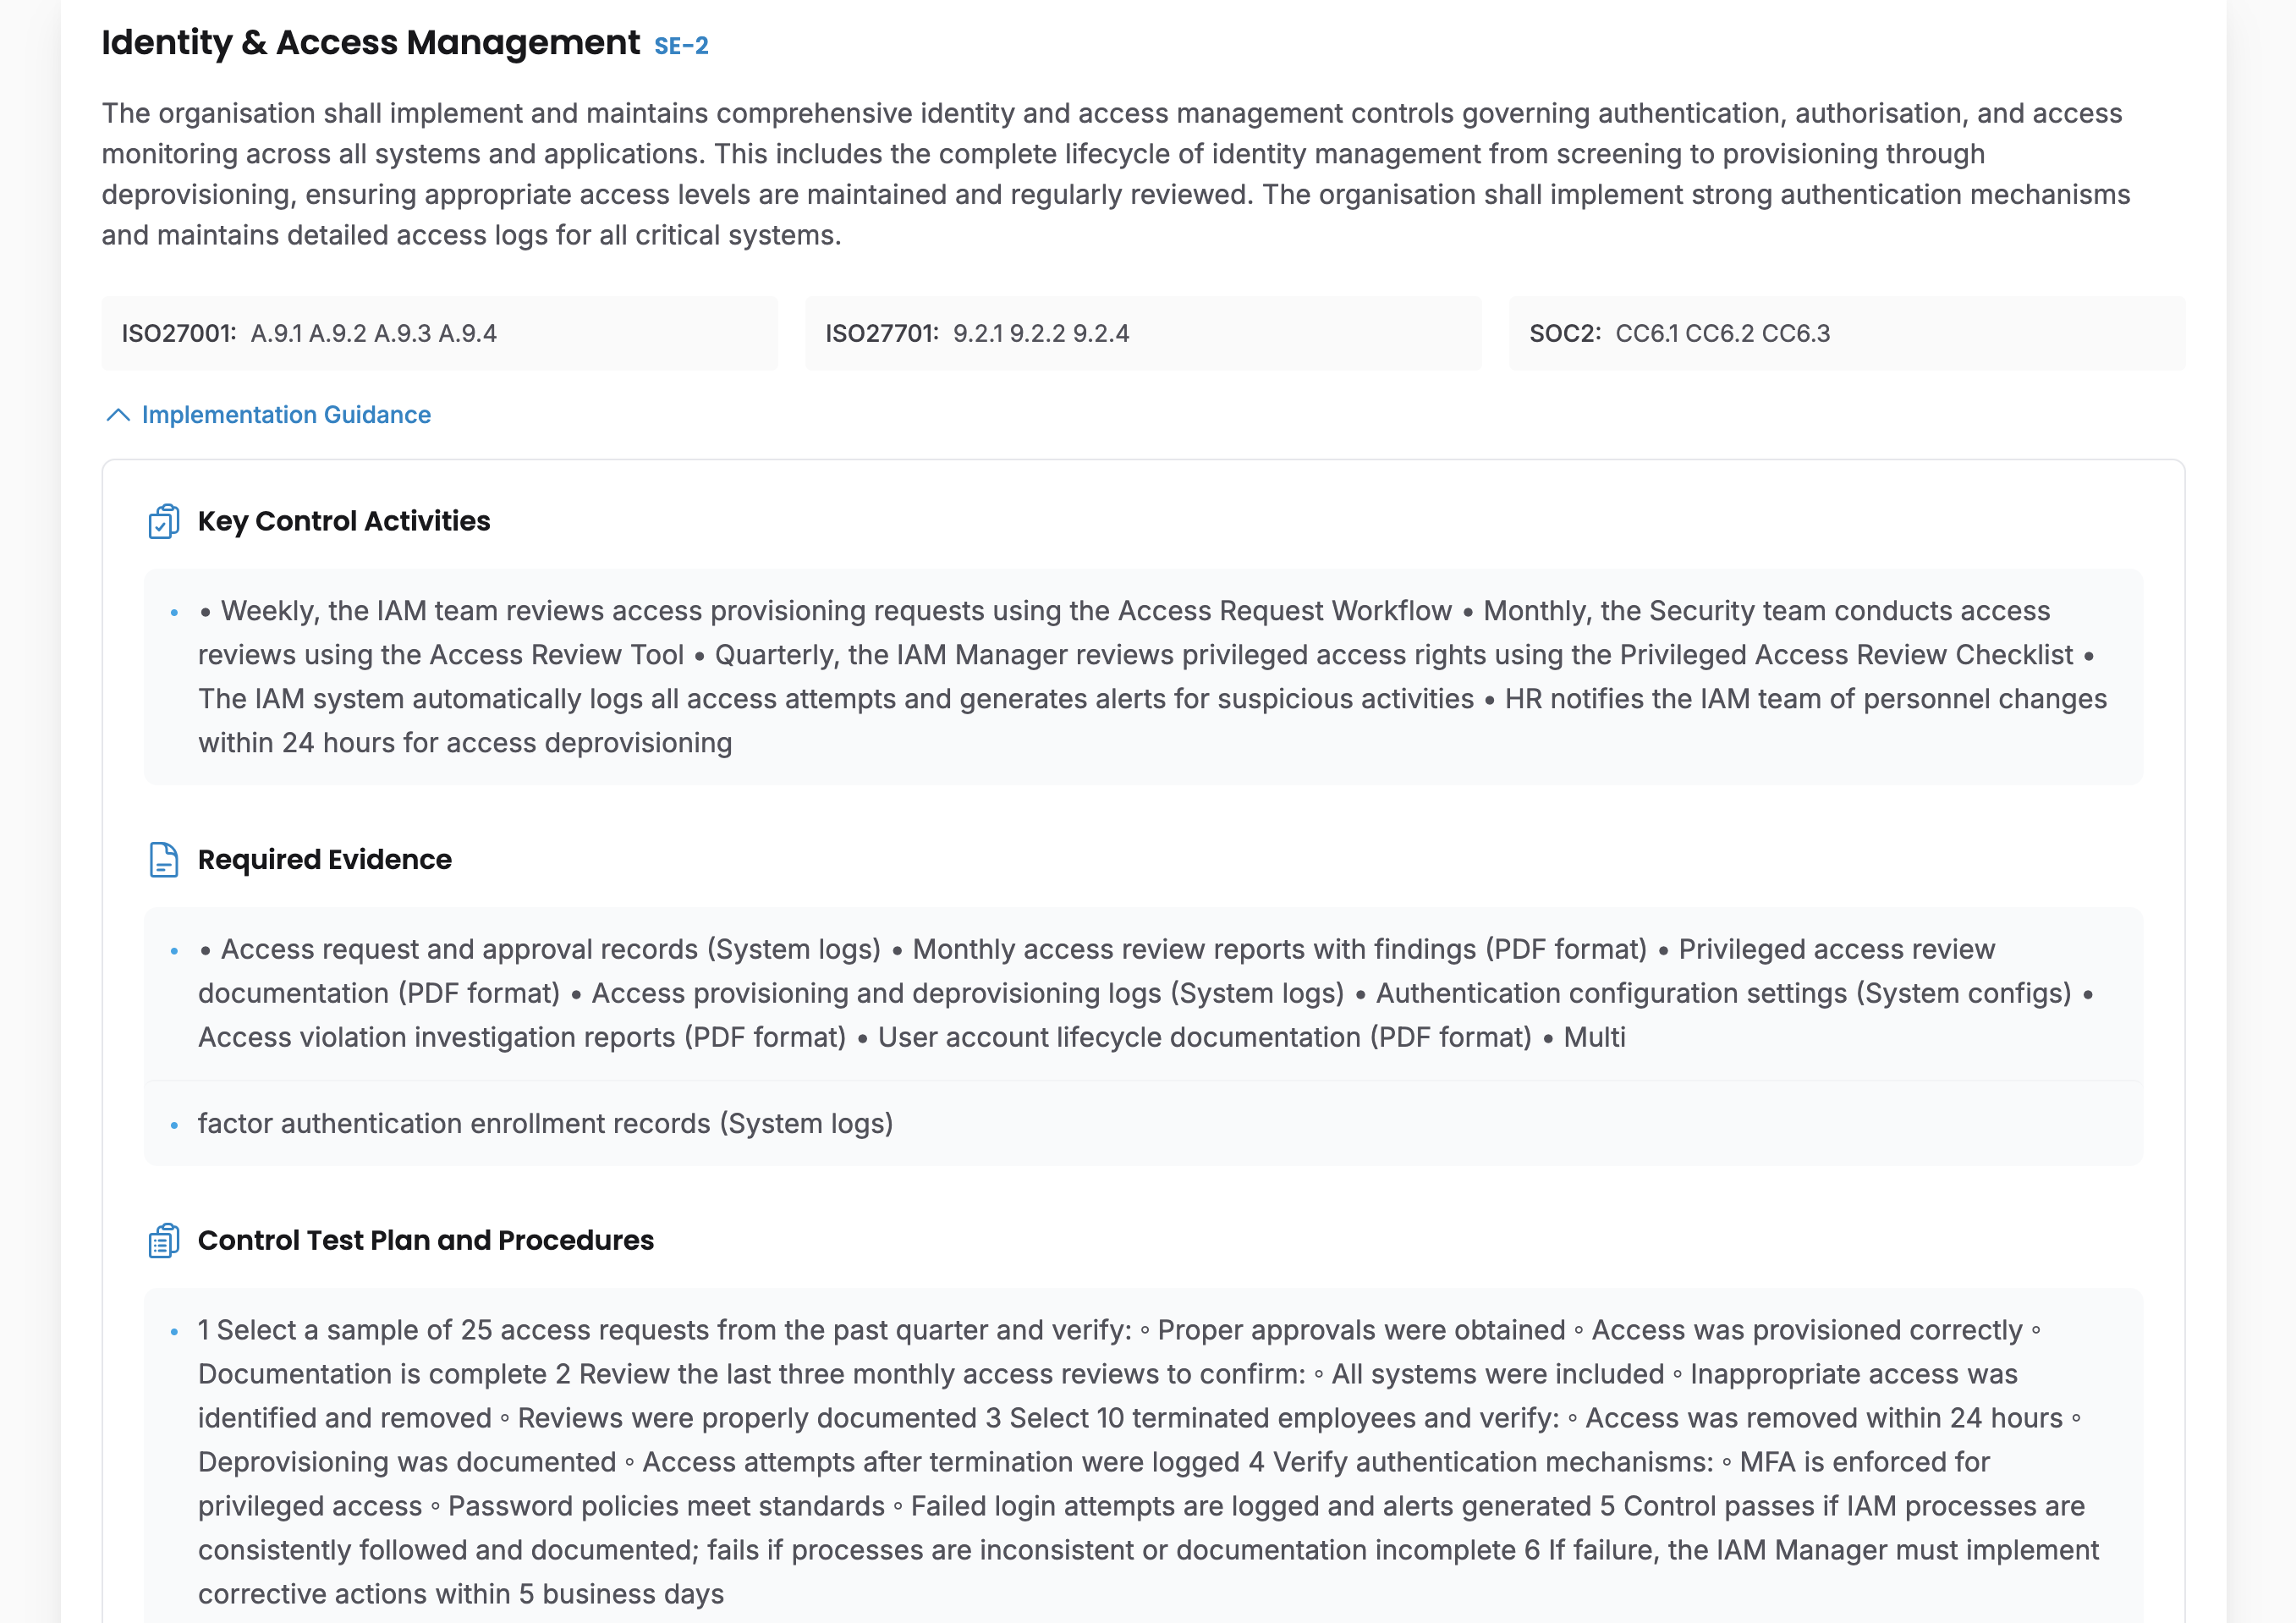 Identity & Access Management SE-2
The organisation shall implement and maintains comprehensive identity and access management controls governing authentication, authorisation, and access
monitoring across all systems and applications. This includes the complete lifecycle of identity management from screening to provisioning through
deprovisioning, ensuring appropriate access levels are maintained and regularly reviewed. The organisation shall implement strong authentication mechanisms
and maintains detailed access logs for all critical systems.
ISO27001: A.9.1 A.9.2 A.9.3 A.9.4
ISO27701: 9.2.1 9.2.2 9.2.4
SOC2: CC6.1 CC6.2 CC6.3
Implementation Guidance
Key Control Activities
• • Weekly, the IAM team reviews access provisioning requests using the Access Request Workflow • Monthly, the Security team conducts access
reviews using the Access Review Tool • Quarterly, the IAM Manager reviews privileged access rights using the Privileged Access Review Checklist •
The IAM system automatically logs all access attempts and generates alerts for suspicious activities • HR notifies the IAM team of personnel changes
within 24 hours for access deprovisioning
Required Evidence
• • Access request and approval records (System logs) • Monthly access review reports with findings (PDF format) • Privileged access review
documentation (PDF format) • Access provisioning and deprovisioning logs (System logs) • Authentication configuration settings (System configs) •
Access violation investigation reports (PDF format) • User account lifecycle documentation (PDF format) • Multi
• factor authentication enrollment records (System logs)
Control Test Plan and Procedures
• 1 Select a sample of 25 access requests from the past quarter and verify: ◦ Proper approvals were obtained ◦ Access was provisioned correctly ◦
Documentation is complete 2 Review the last three monthly access reviews to confirm: ◦ All systems were included ◦ Inappropriate access was
identified and removed ◦ Reviews were properly documented 3 Select 10 terminated employees and verify: ◦ Access was removed within 24 hours ◦
Deprovisioning was documented ◦ Access attempts after termination were logged 4 Verify authentication mechanisms: ◦ MFA is enforced for
privileged access ◦ Password policies meet standards ◦ Failed login attempts are logged and alerts generated 5 Control passes if IAM processes are
consistently followed and documented; fails if processes are inconsistent or documentation incomplete 6 If failure, the IAM Manager must implement
corrective actions within 5 business days